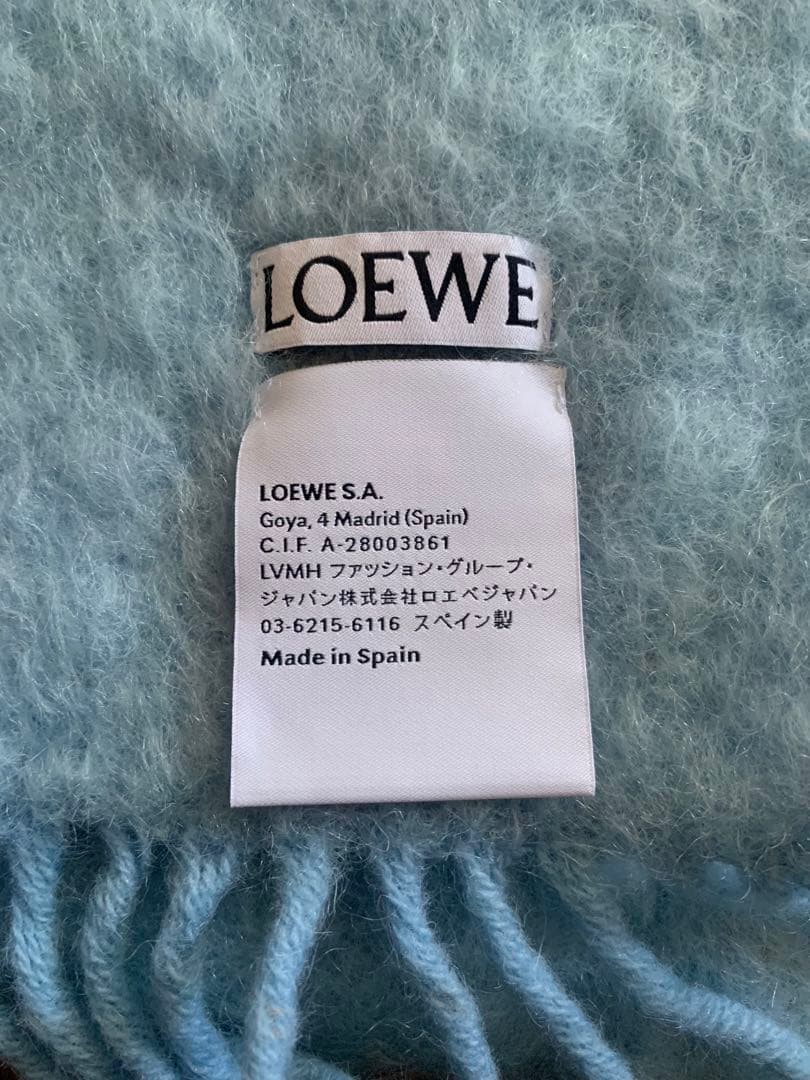 LOEWE
LOEWE S.A.
Goya, 4 Madrid (Spain)
C.I.F. A-28003861
LVMH ファッション・グループ・
ジャパン株式会社ロエベジャパン
03-6215-6116 スペイン製
Made in Spain